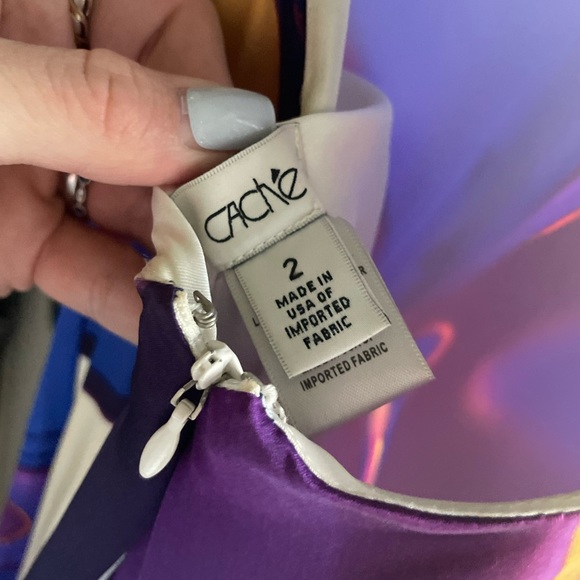 CACHÉ
2
MADE IN
USA OF
IMPORTED
FABRIC
R
L
IMPORTED FABRIC